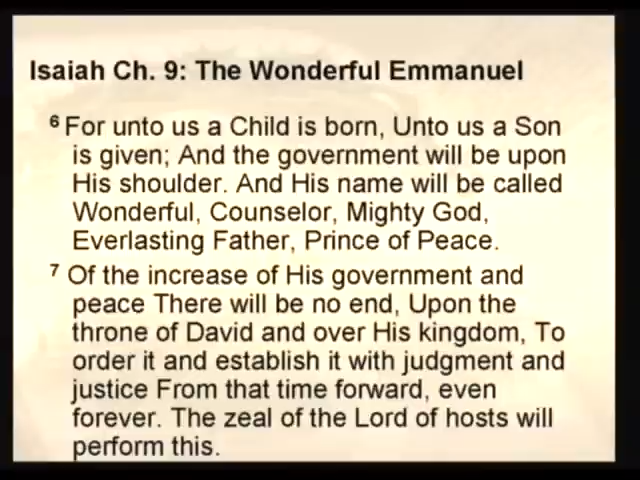 Isaiah Ch. 9: The Wonderful Emmanuel
6 For unto us a Child is born, Unto us a Son
is given; And the government will be upon
His shoulder. And His name will be called
Wonderful, Counselor, Mighty God,
Everlasting Father, Prince of Peace.
7 Of the increase of His government and
peace There will be no end, Upon the
throne of David and over His kingdom, To
order it and establish it with judgment and
justice From that time forward, even
forever. The zeal of the Lord of hosts will
perform this.